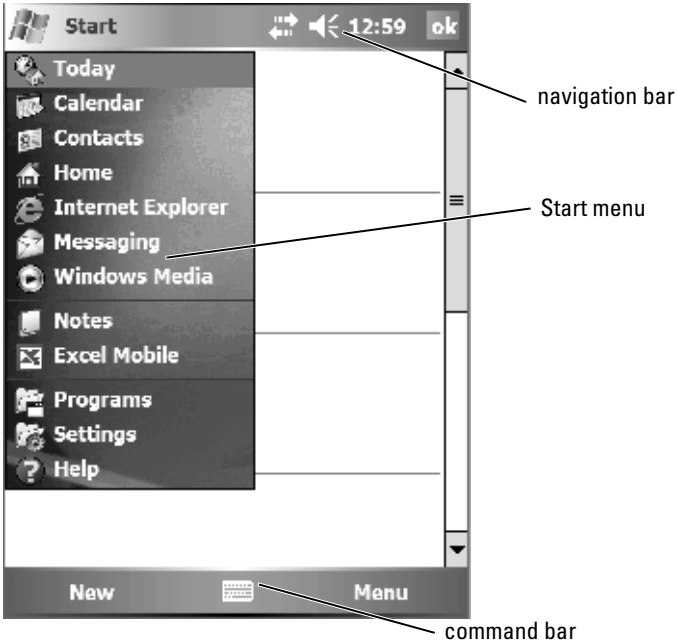 Start 12:59 ok
Today
Calendar
Contacts
Home
Internet Explorer
Messaging
Windows Media
Notes
Excel Mobile
Programs
Settings
Help
New Menu
navigation bar
Start menu
command bar